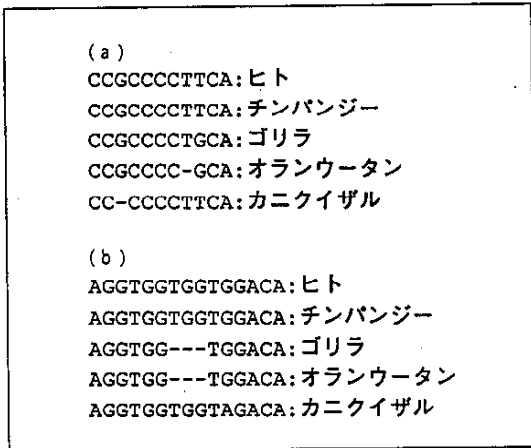 (a)
CCGCCCCTTCA:ヒト
CCGCCCCTTCA:チンパンジー
CCGCCCCTGCA:ゴリラ
CCGCCCC-GCA:オランウータン
CC-CCCCTTCA:カニクイザル
(b)
AGGTGGTGGTGGACA:ヒト
AGGTGGTGGTGGACA:チンパンジー
AGGTGG---TGGACA:ゴリラ
AGGTGG---TGGACA:オランウータン
AGGTGGTGGTAGACA:カニクイザル